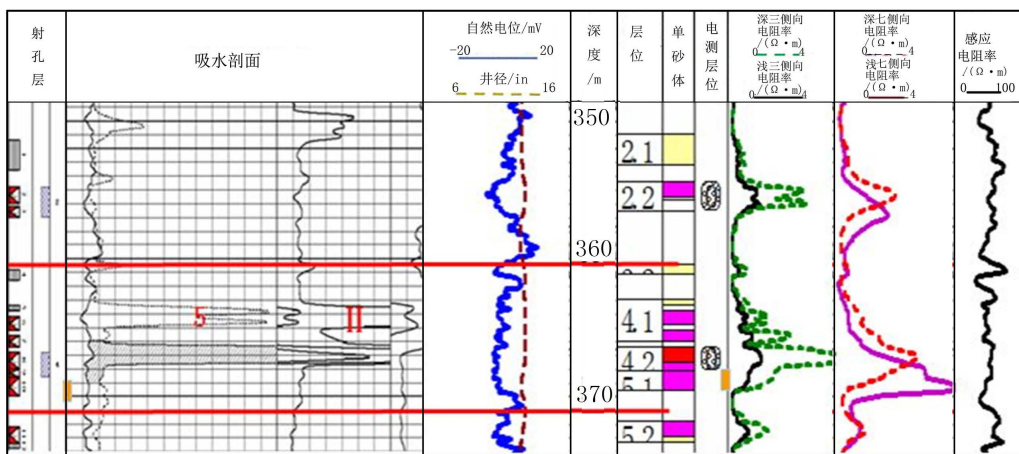 射
孔
层
吸水剖面
自然电位/mV
-20 20
井径/in
6 16
深
度
/m
层
位
单
砂
体
电
测
层
位
深三侧向
电阻率
/(Ω·m)
0 4
浅三侧向
电阻率
/(Ω·m)
0 4
深七侧向
电阻率
/(Ω·m)
0 4
浅七侧向
电阻率
/(Ω·m)
0 4
感应
电阻率
/(Ω·m)
0 100
350
2.1
2.2
360
5
II
4.1
4.2
5.1
370
5.2